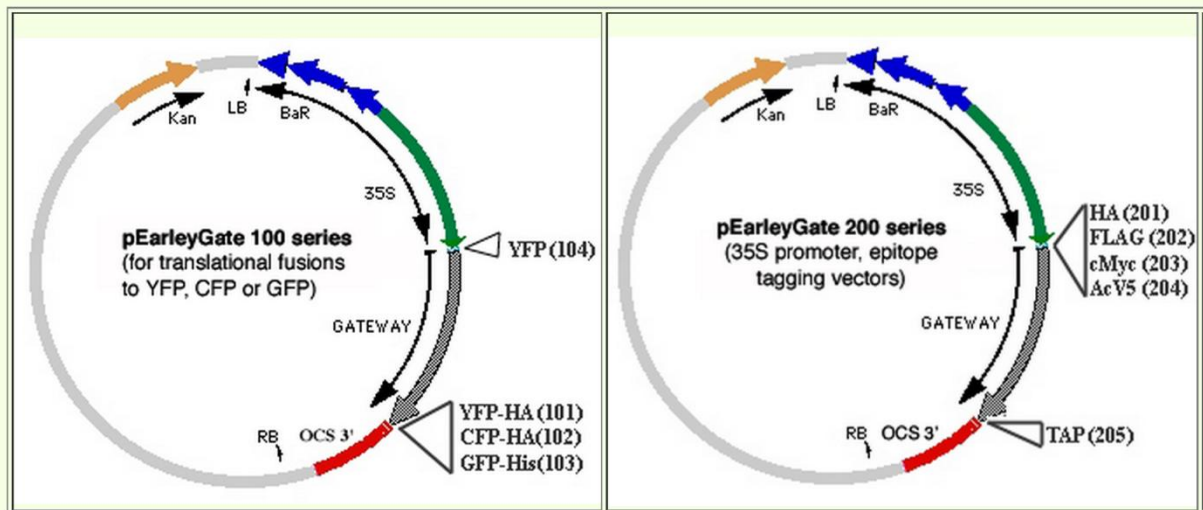 Kan
LB
BaR
35S
pEarleyGate 100 series
(for translational fusions
to YFP, CFP or GFP)
YFP (104)
GATEWAY
YFP-HA (101)
CFP-HA(102)
GFP-His(103)
RB
OCS 3'
Kan
LB
BaR
35S
pEarleyGate 200 series
(35S promoter, epitope
tagging vectors)
HA (201)
FLAG (202)
cMyc (203)
AcV5 (204)
GATEWAY
RB
OCS 3'
TAP (205)